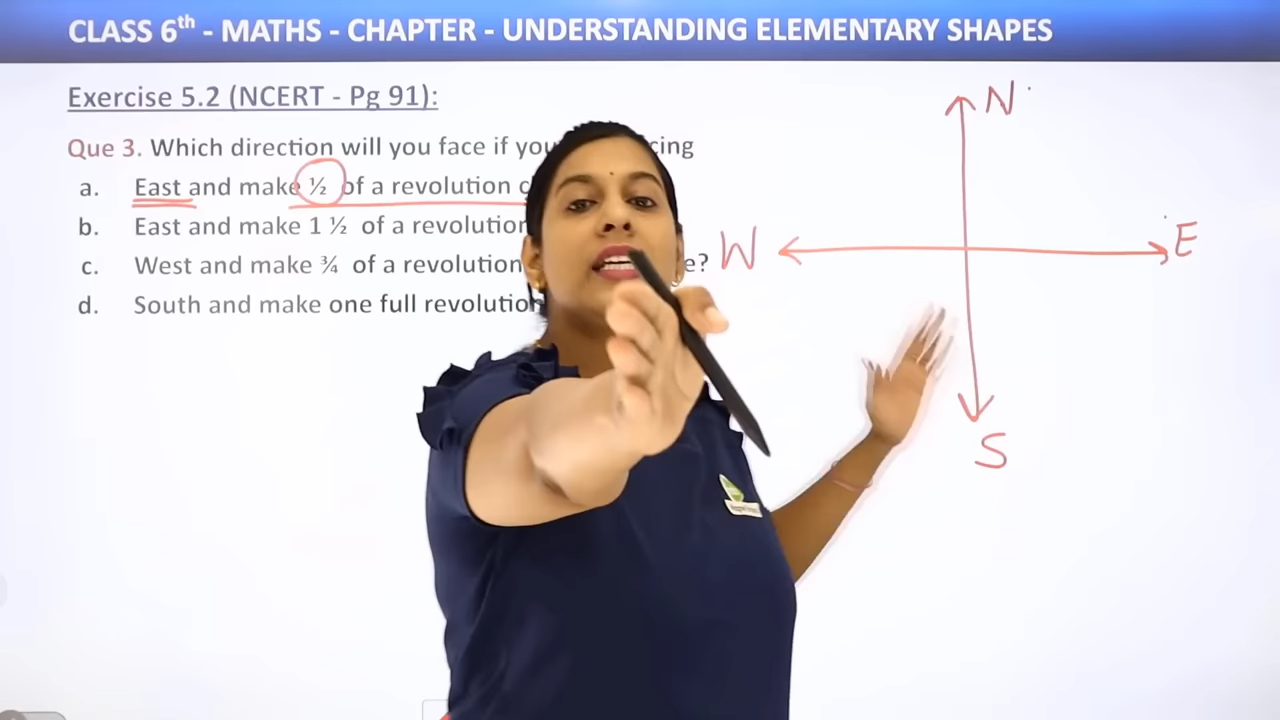 CLASS 6th - MATHS - CHAPTER - UNDERSTANDING ELEMENTARY SHAPES
Exercise 5.2 (NCERT - Pg 91):
Que 3. Which direction will you face if you cing
a. East and make ½ of a revolution
b. East and make 1 ½ of a revolution
c. West and make ¾ of a revolution e?
d. South and make one full revolution
N
W
E
S